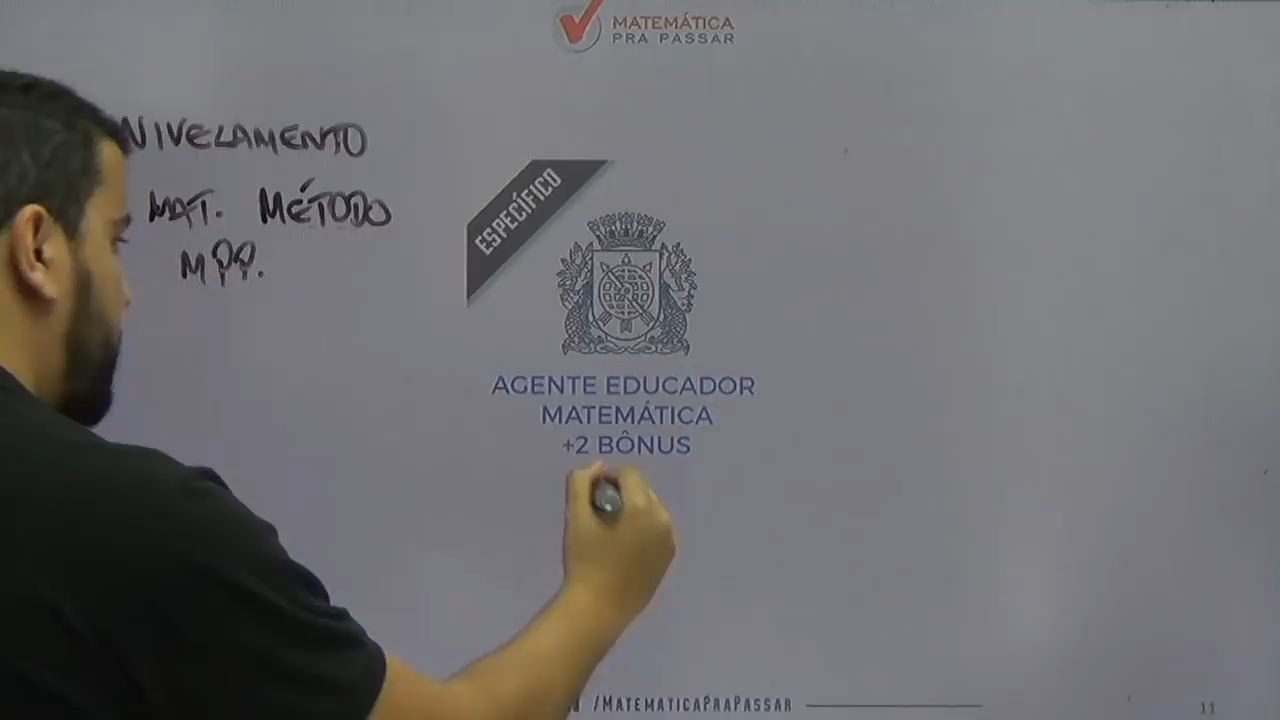 MATEMÁTICA
PRA PASSAR
NIVELAMENTO
MAT. MÉTODO
MPP.
ESPECÍFICO
AGENTE EDUCADOR
MATEMÁTICA
+2 BÔNUS
/MATEMATICAPRAPASSAR
11